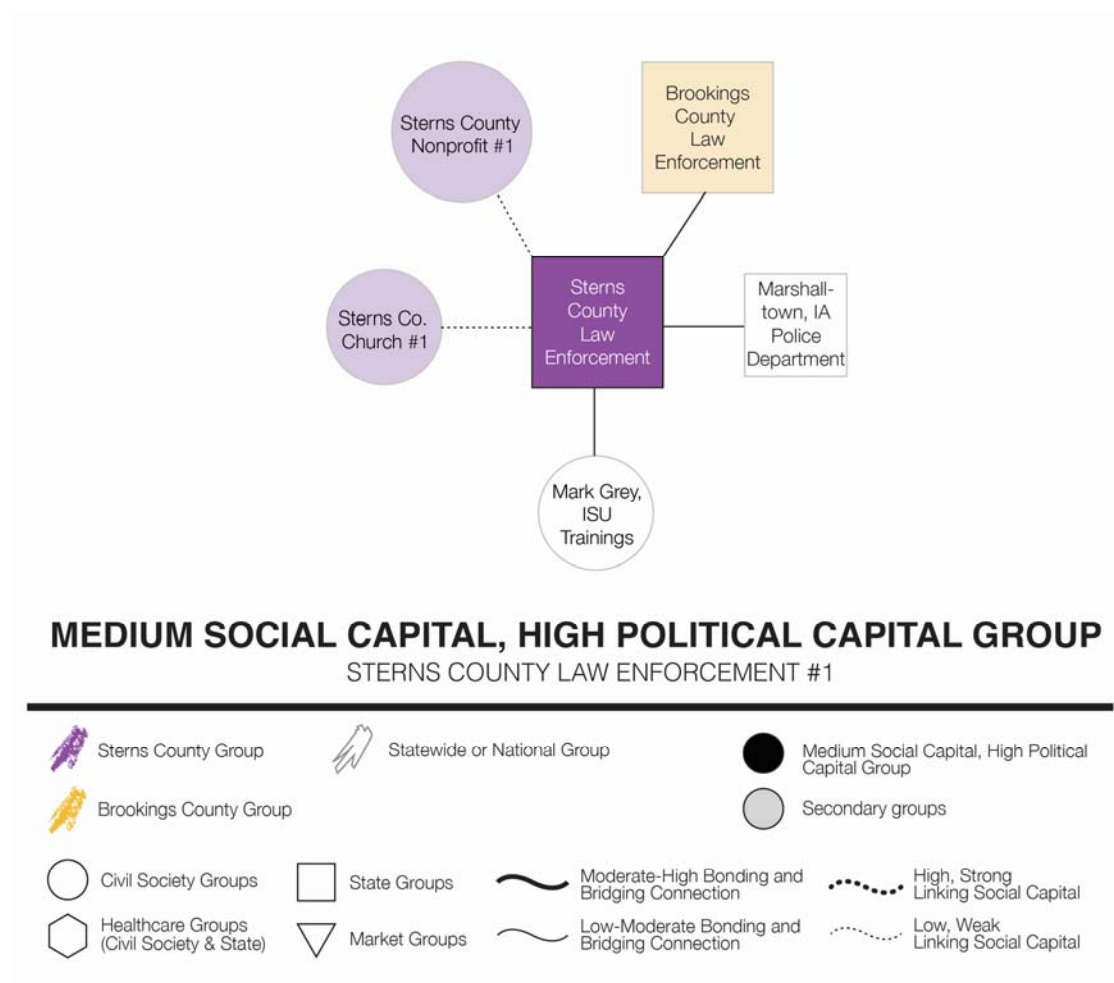 Sterns County
Nonprofit #1
Brookings
County
Law
Enforcement
Sterns
County
Law
Enforcement
Marshall-
town, IA
Police
Department
Sterns Co.
Church #1
Mark Grey,
ISU
Trainings
MEDIUM SOCIAL CAPITAL, HIGH POLITICAL CAPITAL GROUP
STERNS COUNTY LAW ENFORCEMENT #1
Sterns County Group
Statewide or National Group
Medium Social Capital, High Political
Capital Group
Brookings County Group
Secondary groups
Civil Society Groups
State Groups
Moderate-High Bonding and
Bridging Connection
High, Strong
Linking Social Capital
Healthcare Groups
(Civil Society & State)
Market Groups
Low-Moderate Bonding and
Bridging Connection
Low, Weak
Linking Social Capital